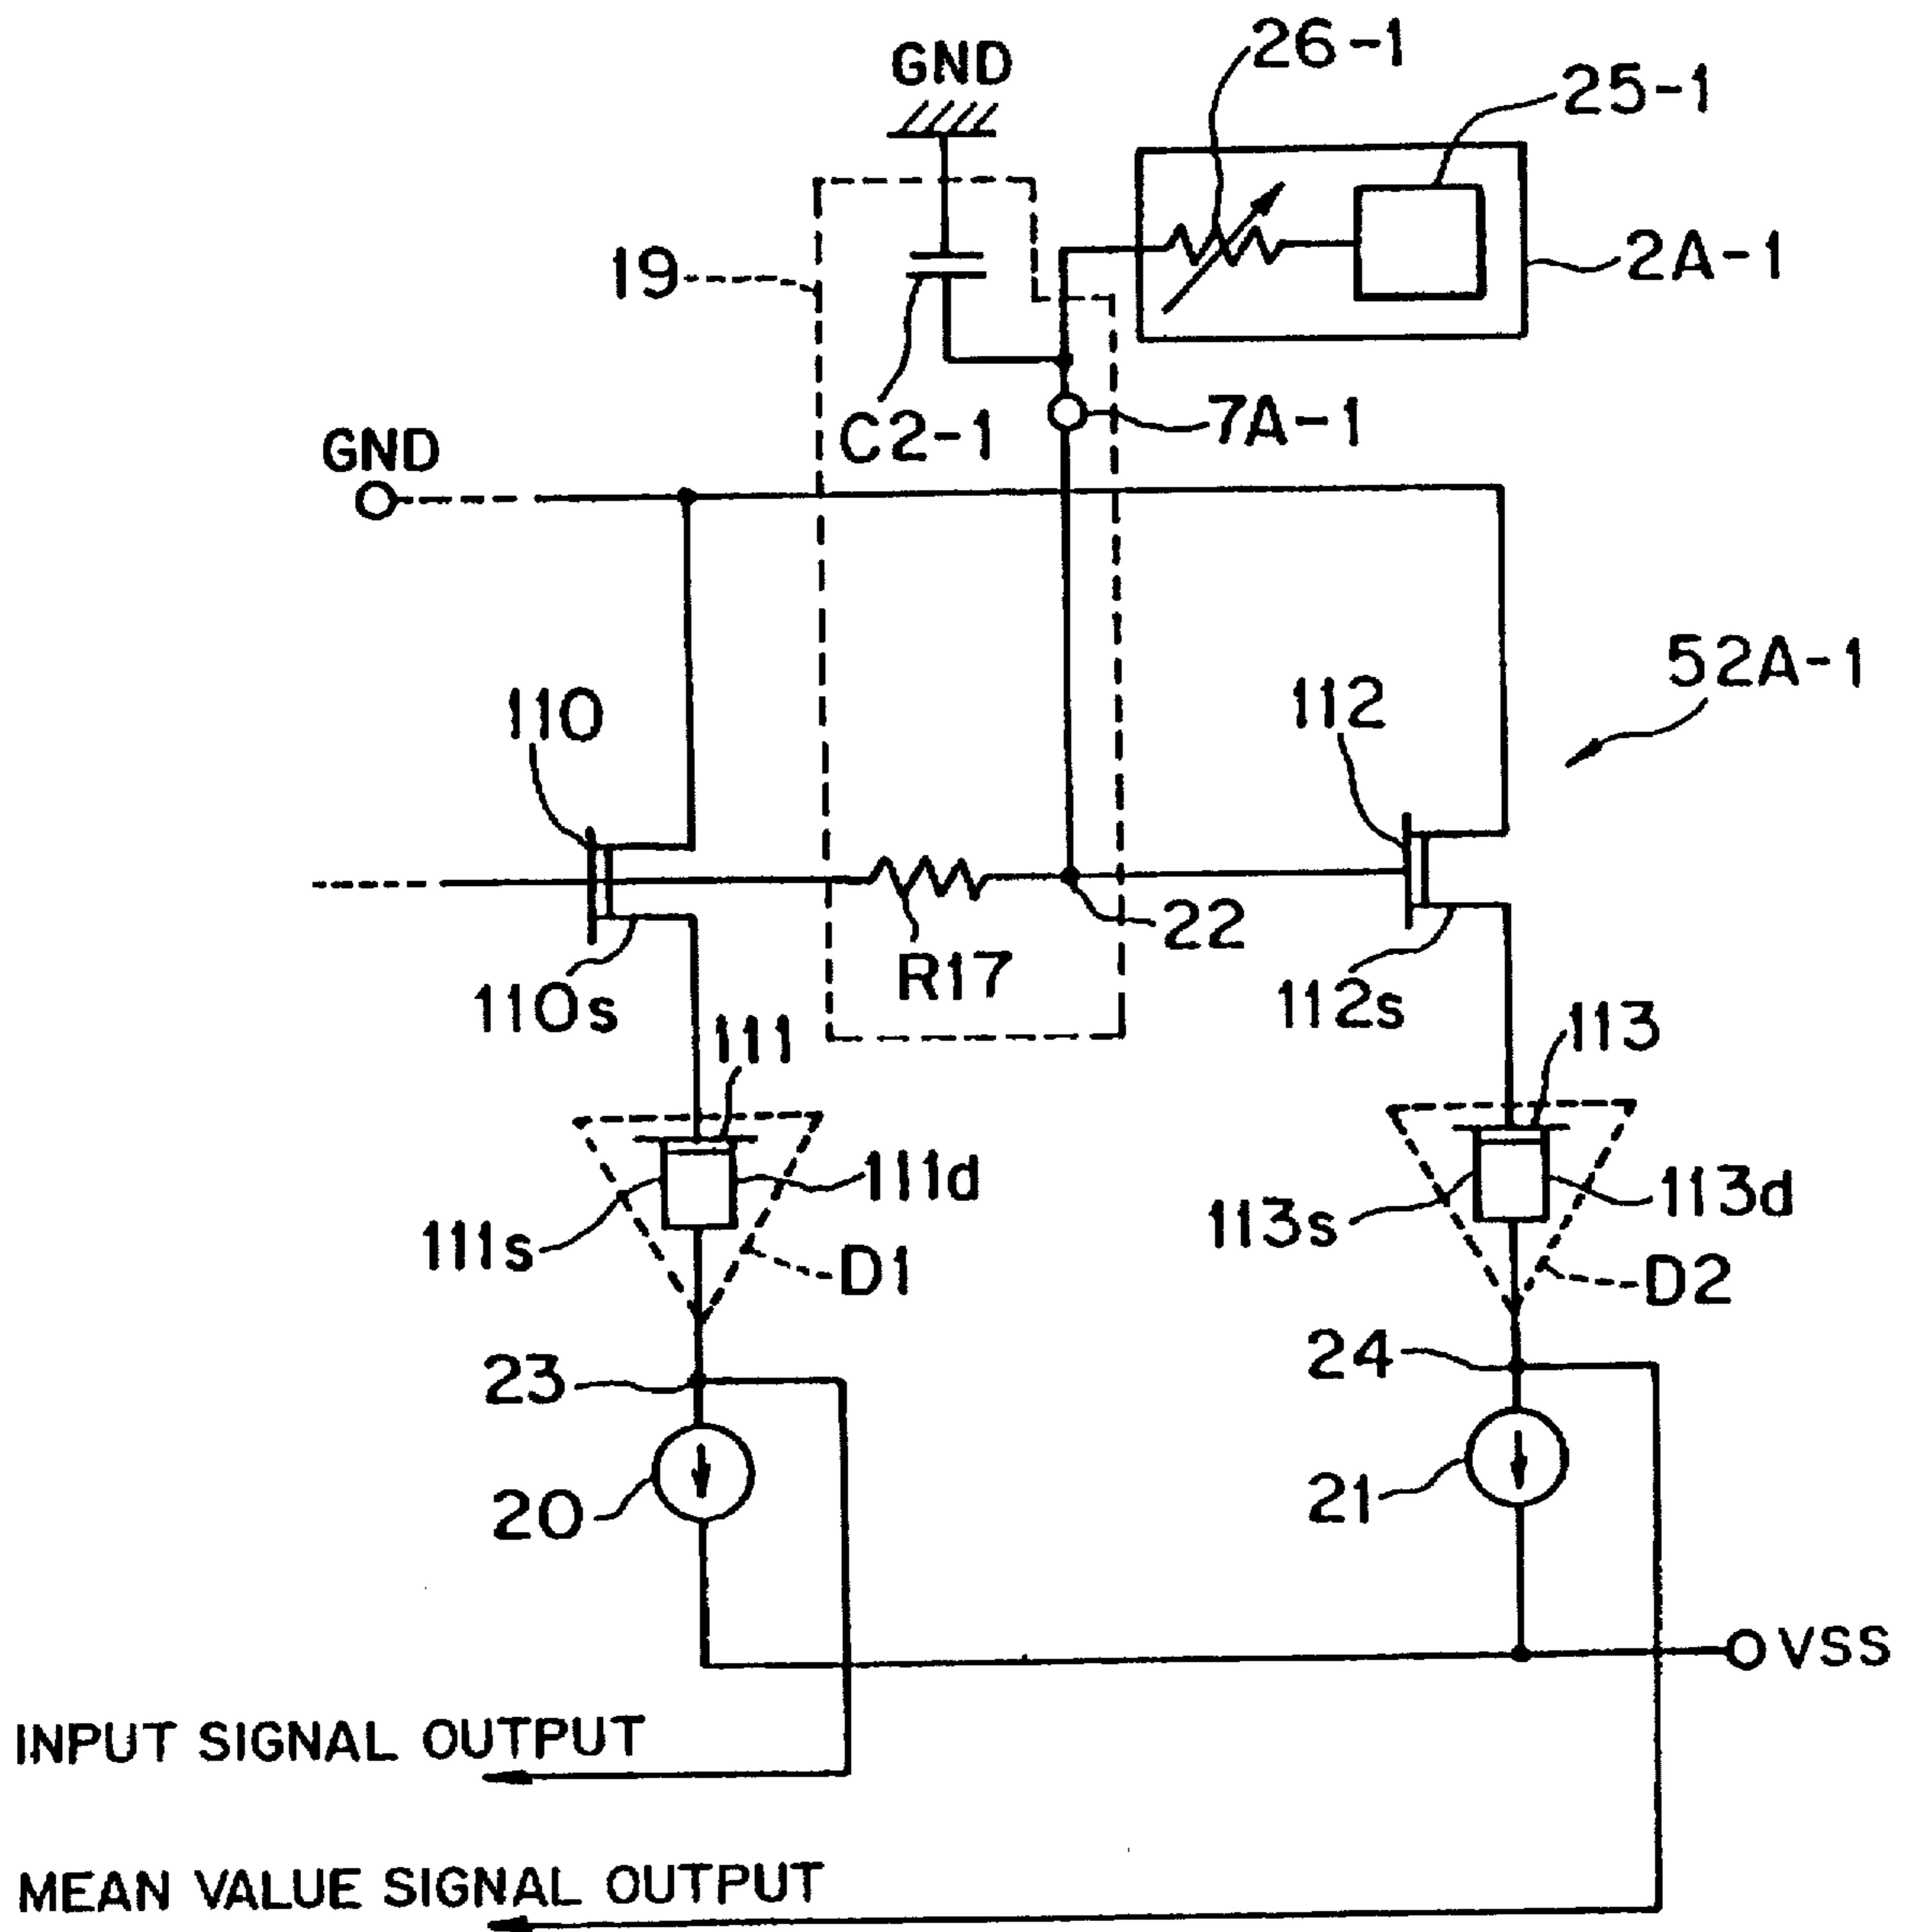 26-1
GND
25-1
19
2A-1
C2-1
7A-1
GND
52A-1
110
112
22
R17
110s
112s
111
113
111d
113d
111s
113s
D1
D2
23
24
20
21
VSS
INPUT SIGNAL OUTPUT
MEAN VALUE SIGNAL OUTPUT